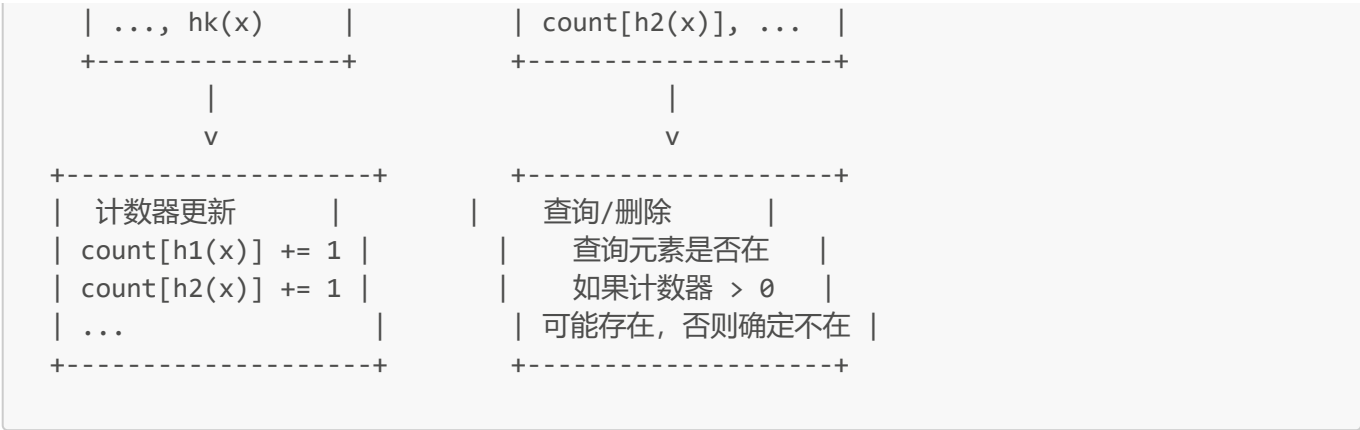 | ..., hk(x)     |          | count[h2(x)], ...  |
+----------------+          +--------------------+
|                             |
v                             v
+--------------------+        +--------------------+
|  计数器更新      |        |    查询/删除      |
| count[h1(x)] += 1 |        |    查询元素是否在   |
| count[h2(x)] += 1 |        |    如果计数器 > 0   |
| ...                |        | 可能存在，否则确定不在 |
+--------------------+        +--------------------+